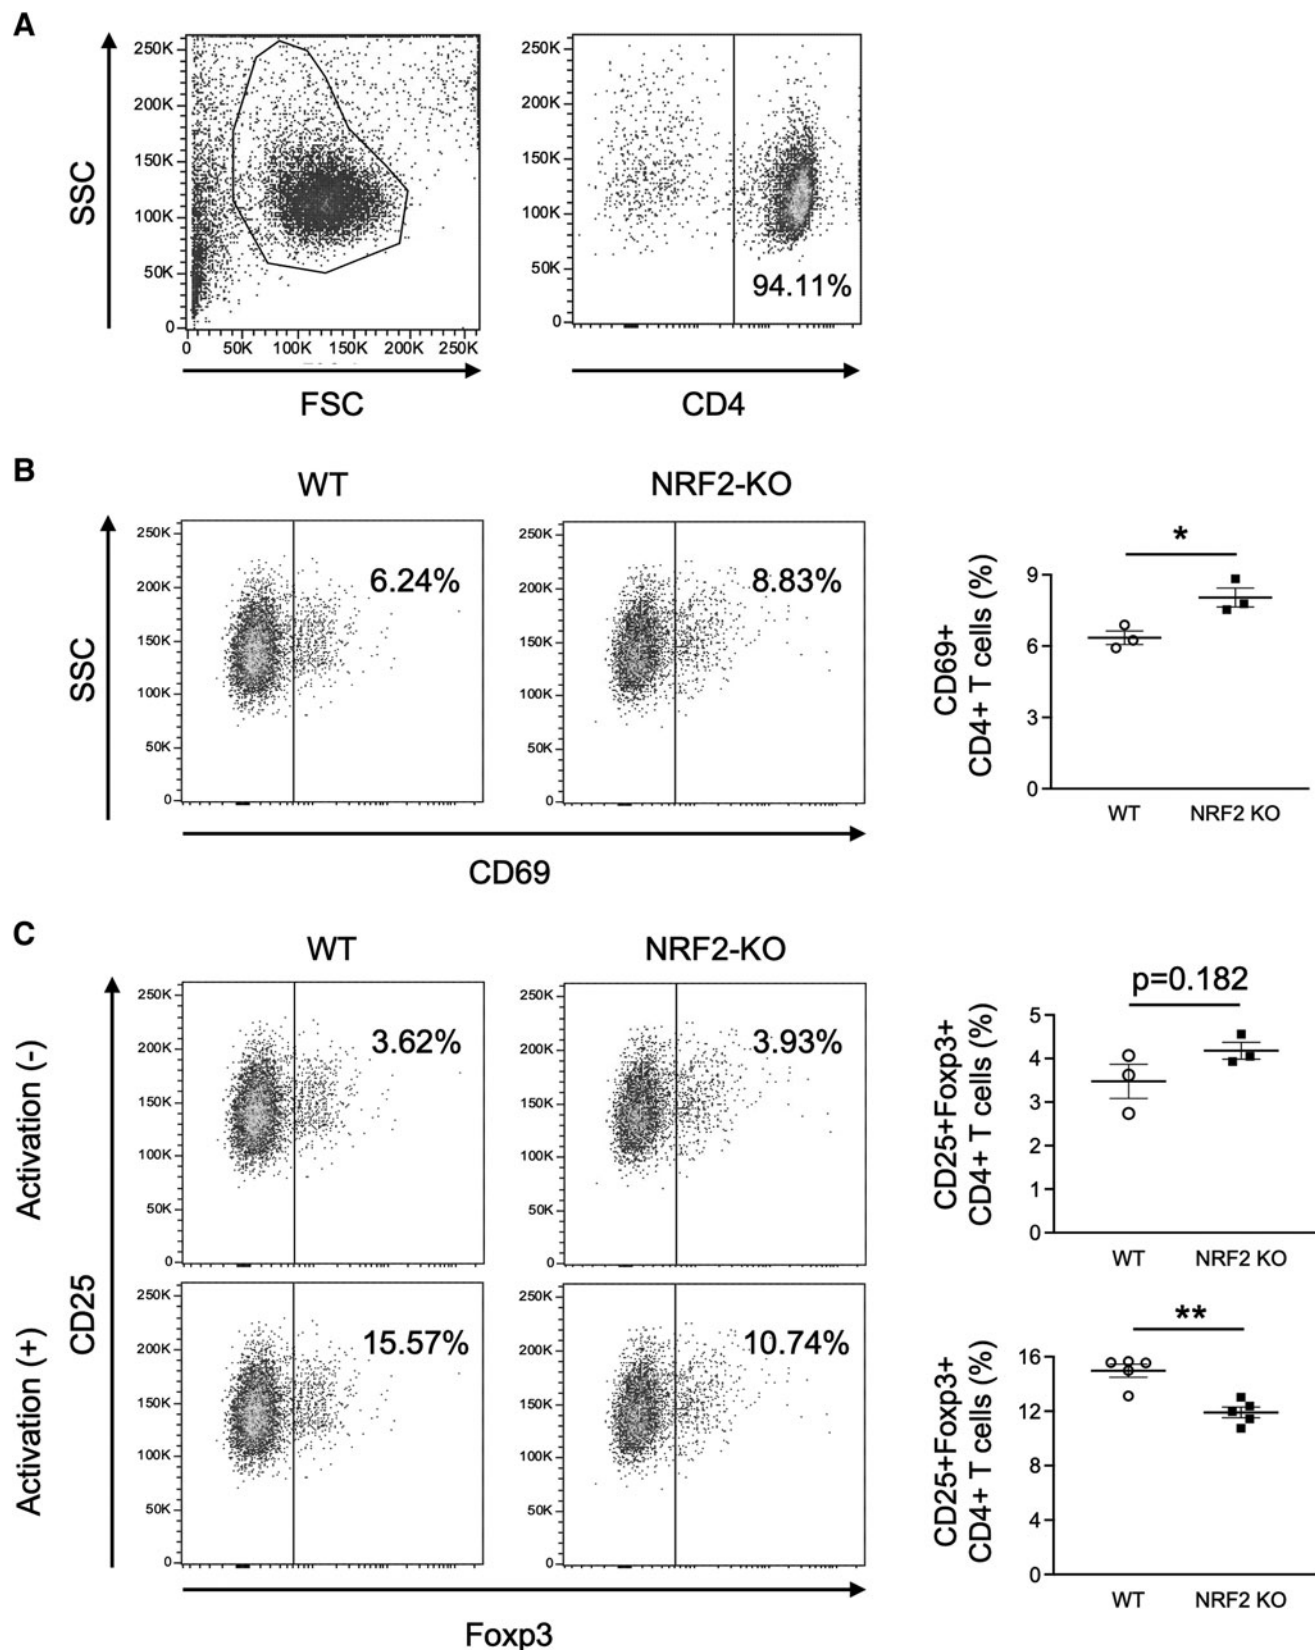 A
SSC
250K
200K
150K
100K
50K
0
0 50K 100K 150K 200K 250K
FSC
250K
200K
150K
100K
50K
0
94.11%
CD4
B
WT
NRF2-KO
SSC
250K
200K
150K
100K
50K
0
6.24%
250K
200K
150K
100K
50K
0
8.83%
CD69
*
CD69+
CD4+ T cells (%)
9
6
3
0
WT NRF2 KO
C
WT
NRF2-KO
Activation (-)
Activation (+)
CD25
250K
200K
150K
100K
50K
0
3.62%
250K
200K
150K
100K
50K
0
3.93%
p=0.182
CD25+Foxp3+
CD4+ T cells (%)
5
4
3
2
1
0
WT NRF2 KO
250K
200K
150K
100K
50K
0
15.57%
250K
200K
150K
100K
50K
0
10.74%
**
CD25+Foxp3+
CD4+ T cells (%)
16
12
8
4
0
WT NRF2 KO
Foxp3